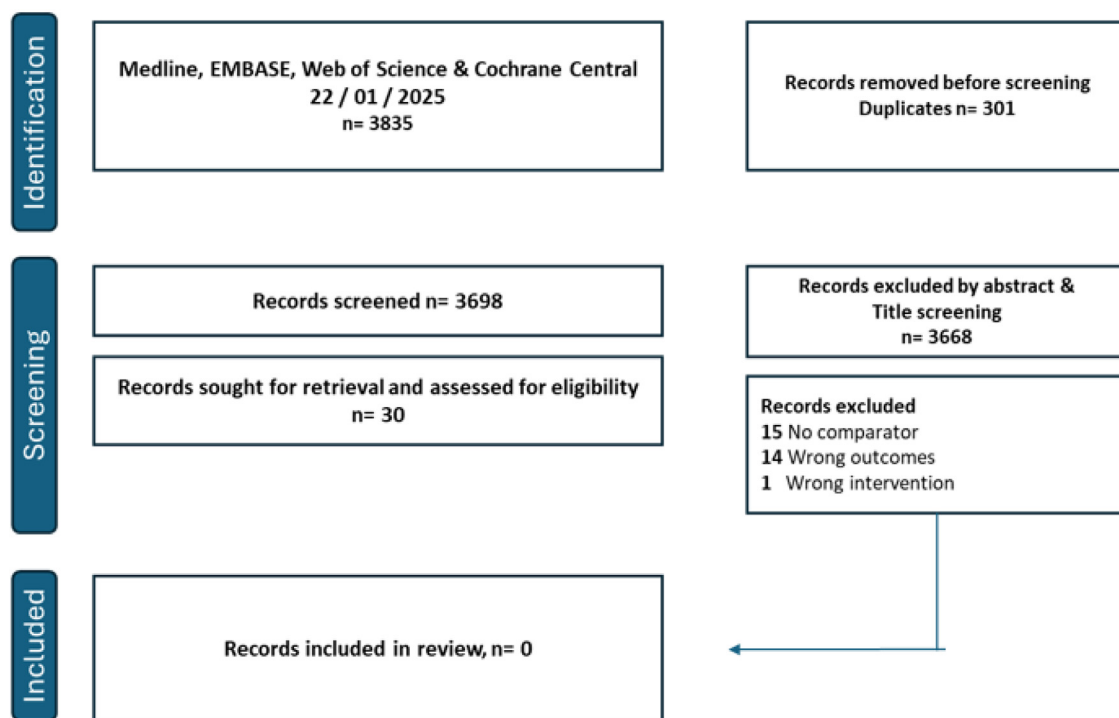 Identification
Medline, EMBASE, Web of Science & Cochrane Central
22 / 01 / 2025
n= 3835
Records removed before screening
Duplicates n= 301
Screening
Records screened n= 3698
Records excluded by abstract &
Title screening
n= 3668
Records sought for retrieval and assessed for eligibility
n= 30
Records excluded
15 No comparator
14 Wrong outcomes
1 Wrong intervention
Included
Records included in review, n= 0